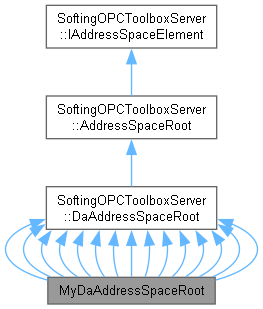 SoftingOPCToolboxServer
::IAddressSpaceElement
SoftingOPCToolboxServer
::AddressSpaceRoot
SoftingOPCToolboxServer
::DaAddressSpaceRoot
MyDaAddressSpaceRoot